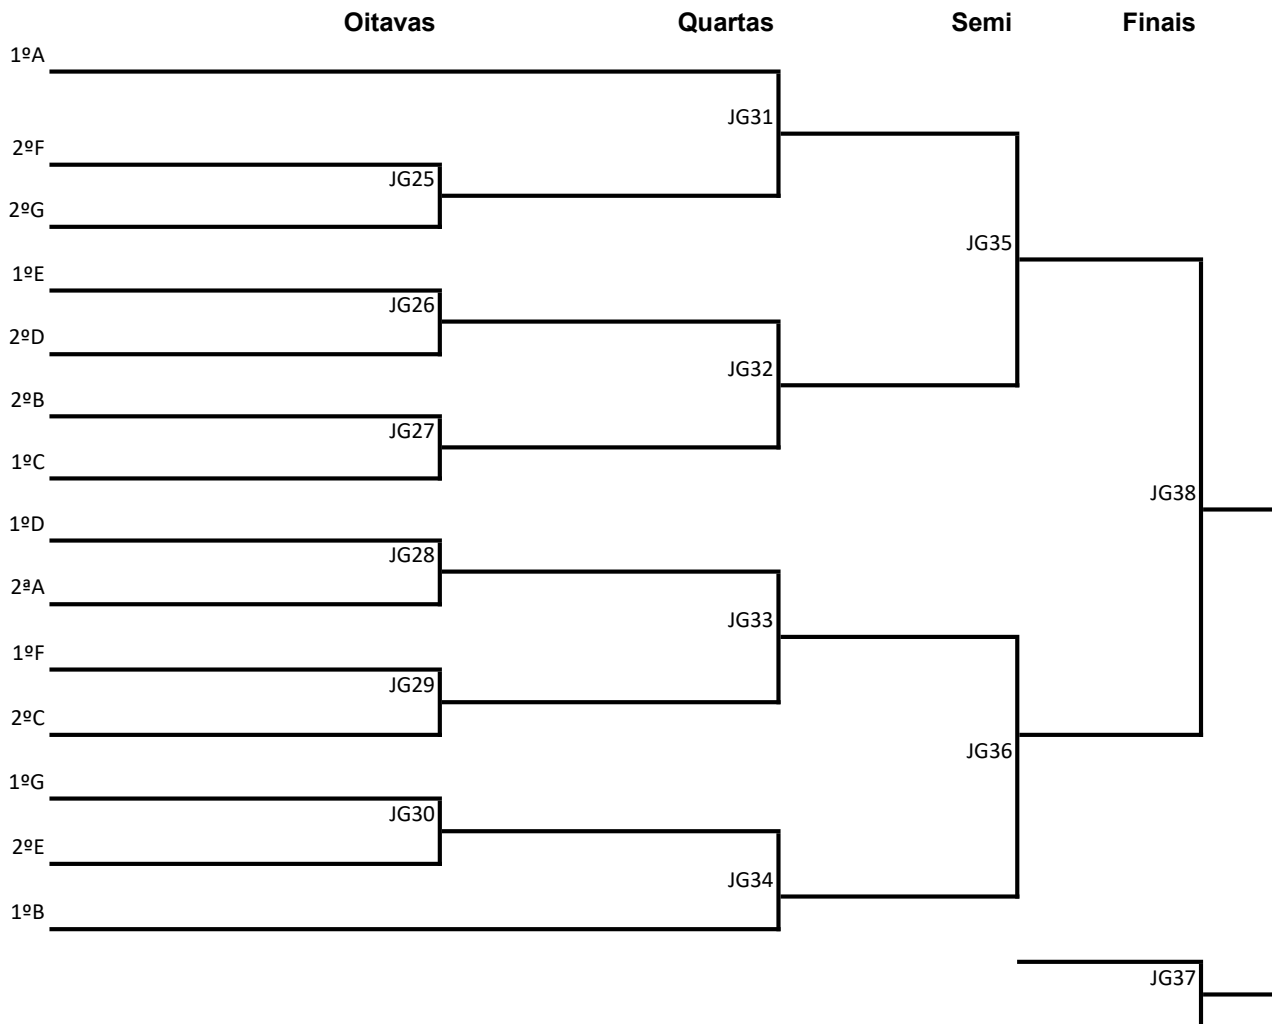 Oitavas Quartas Semi Finais
1ºA
JG31
2ºF
JG25
2ºG
JG35
1ºE
JG26
2ºD
JG32
2ºB
JG27
1ºC
JG38
1ºD
JG28
2ªA
JG33
1ºF
JG29
2ºC
JG36
1ºG
JG30
2ºE
JG34
1ºB
JG37